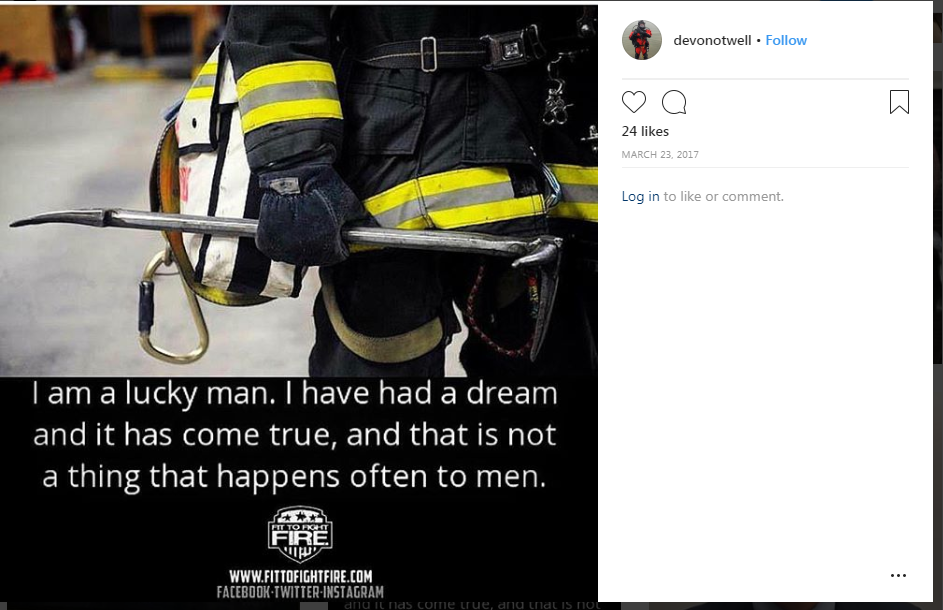 devonotwell • Follow
24 likes
MARCH 23, 2017
Log in to like or comment.
I am a lucky man. I have had a dream
and it has come true, and that is not
a thing that happens often to men.
FIT TO FIGHT
FIRE
WWW.FITTOFIGHTFIRE.COM
FACEBOOK-TWITTER-INSTAGRAM
and it has come true, and that is not